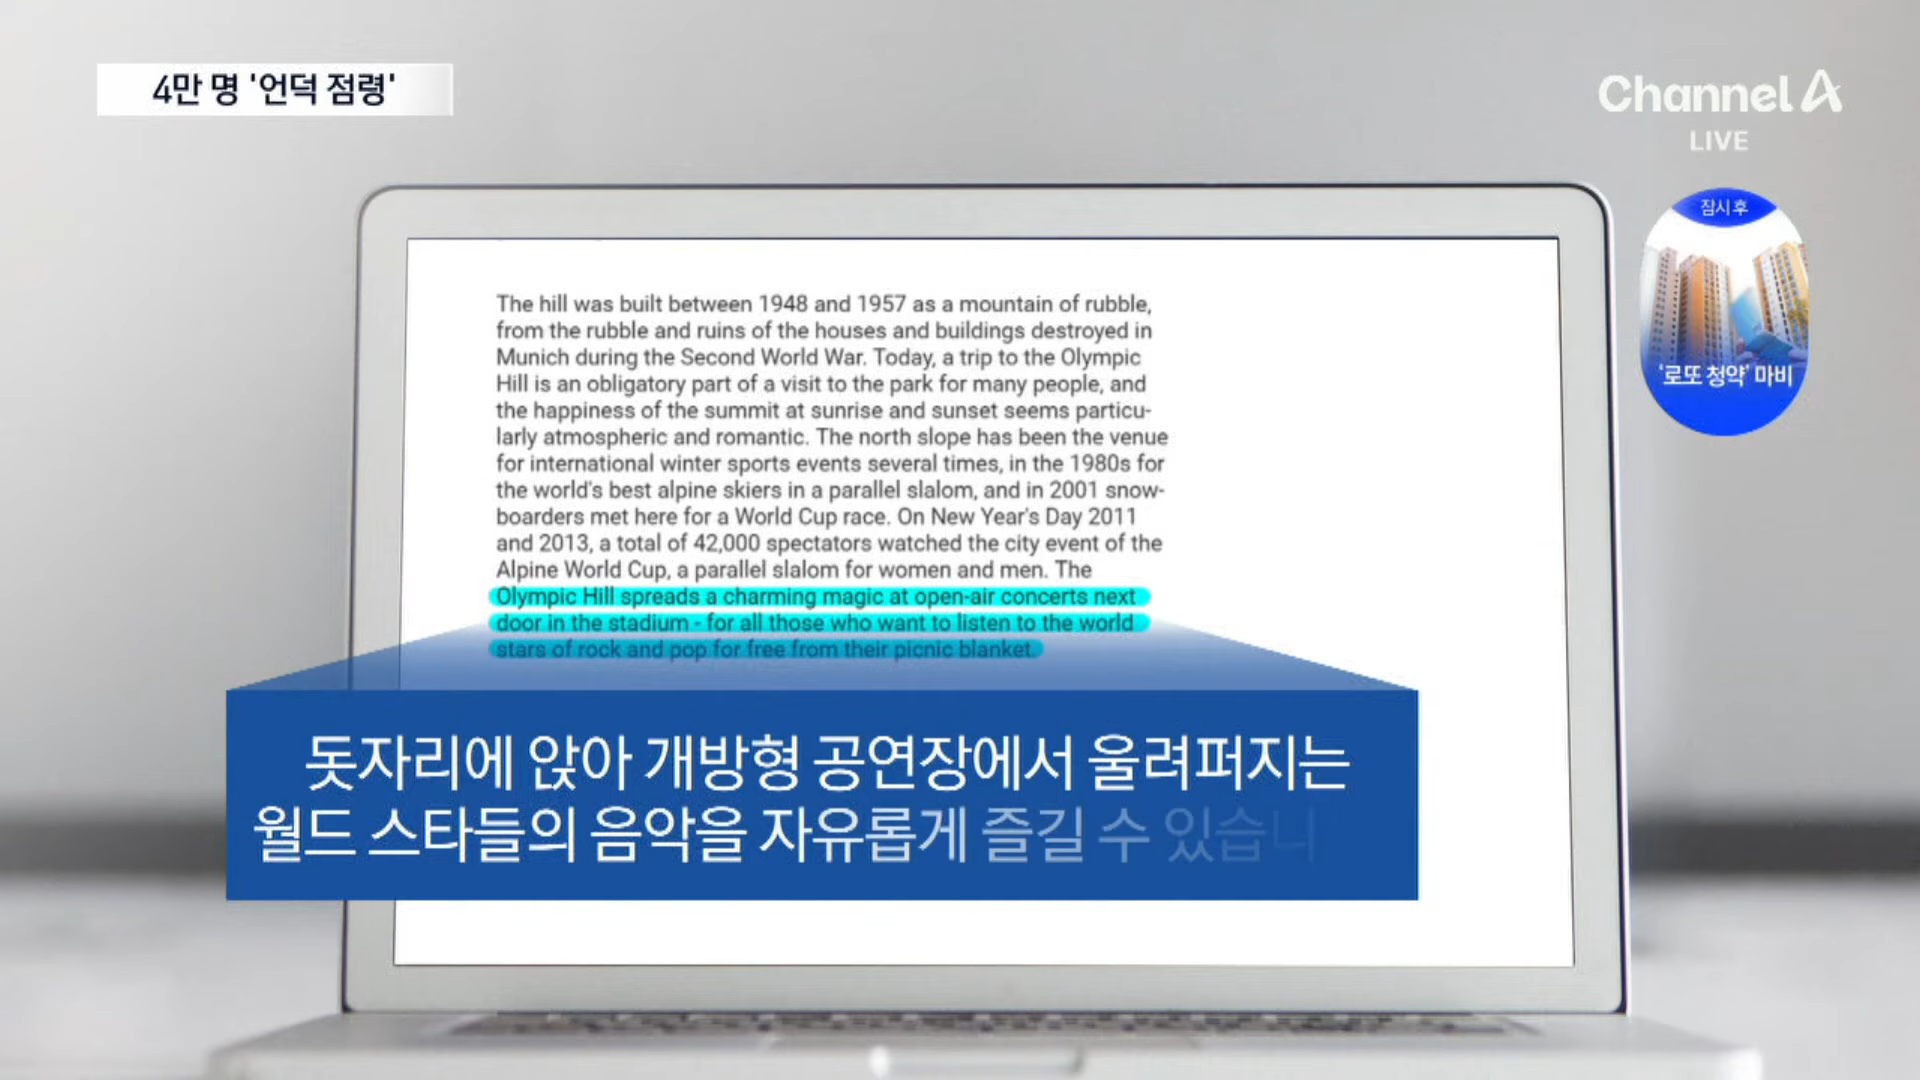 4만 명 '언덕 점령'
Channel A
LIVE
잠시 후
'로또 청약' 마비
The hill was built between 1948 and 1957 as a mountain of rubble,
from the rubble and ruins of the houses and buildings destroyed in
Munich during the Second World War. Today, a trip to the Olympic
Hill is an obligatory part of a visit to the park for many people, and
the happiness of the summit at sunrise and sunset seems particu-
larly atmospheric and romantic. The north slope has been the venue
for international winter sports events several times, in the 1980s for
the world's best alpine skiers in a parallel slalom, and in 2001 snow-
boarders met here for a World Cup race. On New Year's Day 2011
and 2013, a total of 42,000 spectators watched the city event of the
Alpine World Cup, a parallel slalom for women and men. The
Olympic Hill spreads a charming magic at open-air concerts next
door in the stadium - for all those who want to listen to the world
stars of rock and pop for free from their picnic blanket.
돗자리에 앉아 개방형 공연장에서 울려퍼지는
월드 스타들의 음악을 자유롭게 즐길 수 있습니